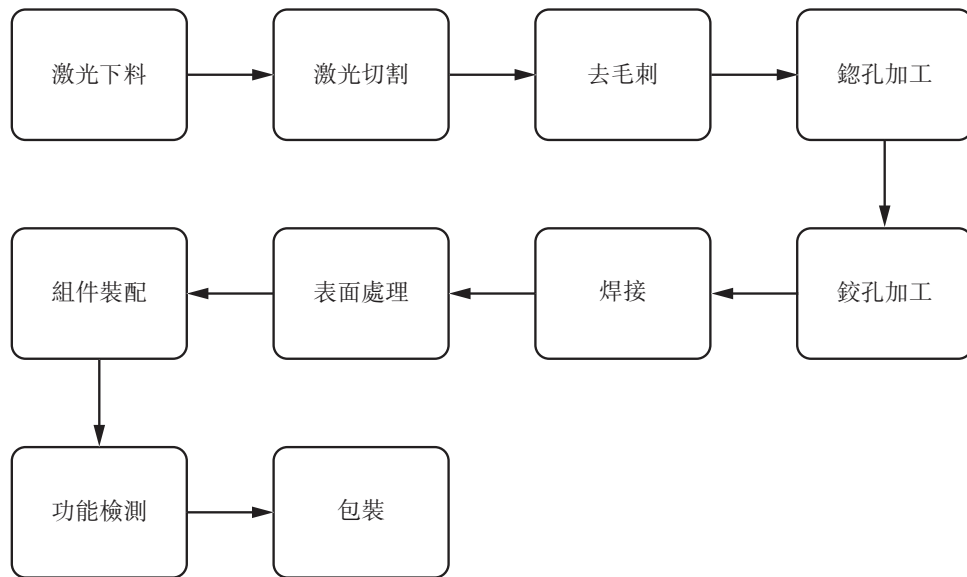 激光下料
激光切割
去毛刺
鍃孔加工
鉸孔加工
焊接
表面處理
組件裝配
功能檢測
包裝